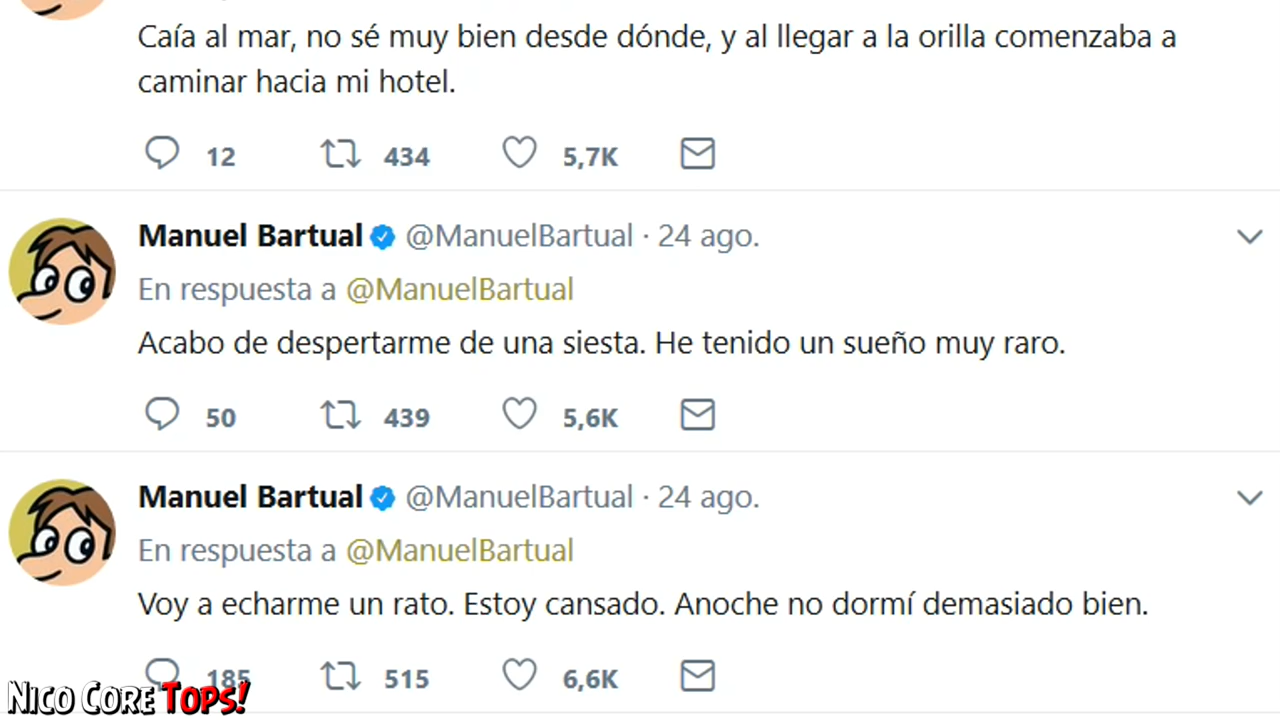 Caía al mar, no sé muy bien desde dónde, y al llegar a la orilla comenzaba a
caminar hacia mi hotel.
12 434 5,7K
Manuel Bartual @ManuelBartual · 24 ago.
En respuesta a @ManuelBartual
Acabo de despertarme de una siesta. He tenido un sueño muy raro.
50 439 5,6K
Manuel Bartual @ManuelBartual · 24 ago.
En respuesta a @ManuelBartual
Voy a echarme un rato. Estoy cansado. Anoche no dormí demasiado bien.
185 515 6,6K
Nico Core Tops!